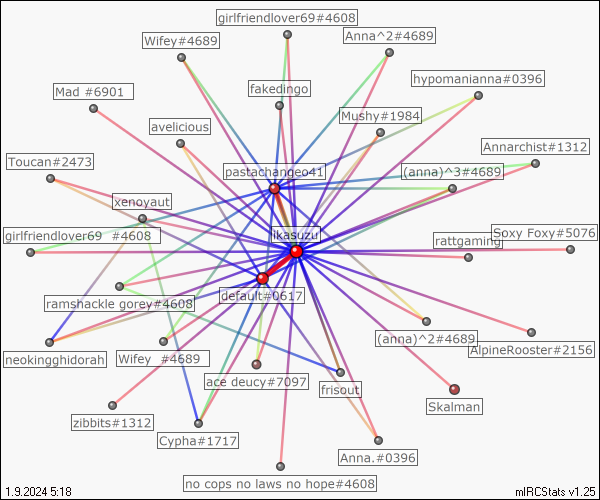 girlfriendlover69#4608
Wifey#4689
Anna^2#4689
hypomanianna#0396
fakedingo
Mad #6901
Mushy#1984
avelicious
Annarchist#1312
Toucan#2473
pastachangeo41
(anna)^3#4689
xenoyaut
girlfriendlover69 #4608
ikasuzu
rattgaming
Soxy Foxy#5076
ramshackle gorey#4608
default#0617
neokingghidorah
Wifey #4689
(anna)^2#4689
AlpineRooster#2156
ace deucy#7097
frisout
Skalman
zibbits#1312
Cypha#1717
Anna.#0396
no cops no laws no hope#4608
1.9.2024 5:18
mIRCStats v1.25